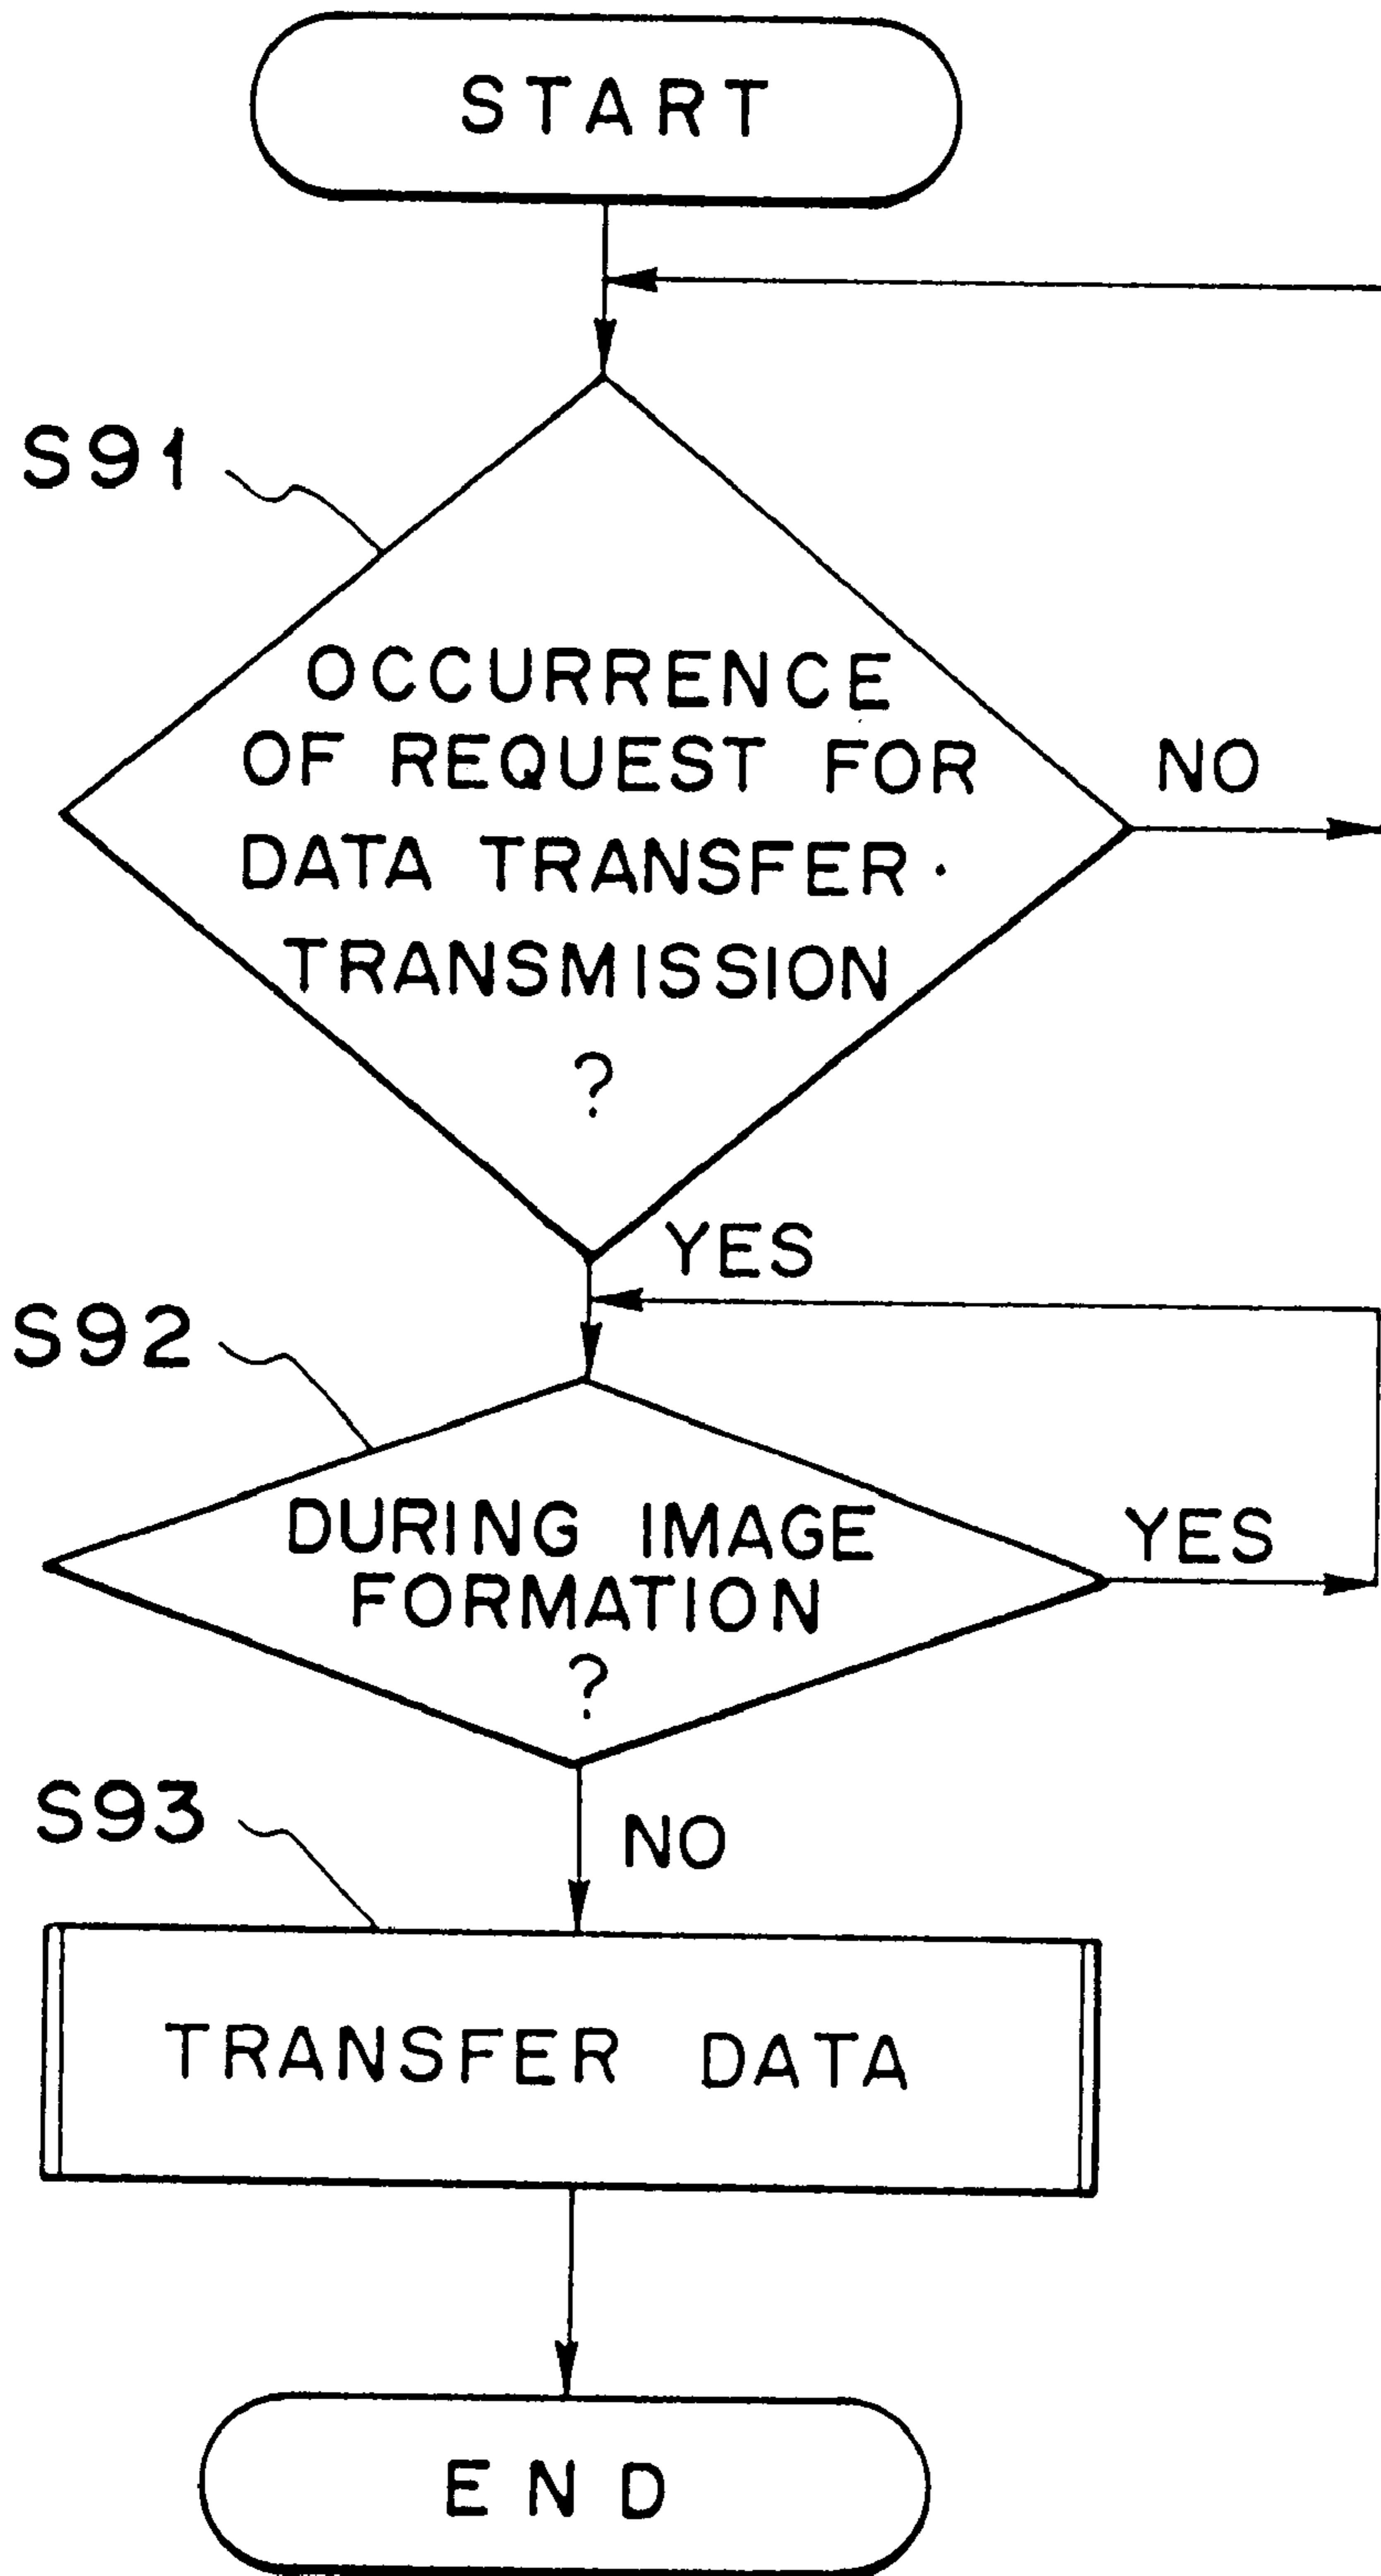 START
S91
OCCURRENCE
OF REQUEST FOR
DATA TRANSFER·
TRANSMISSION
?
NO
YES
S92
DURING IMAGE
FORMATION
?
YES
NO
S93
TRANSFER DATA
END